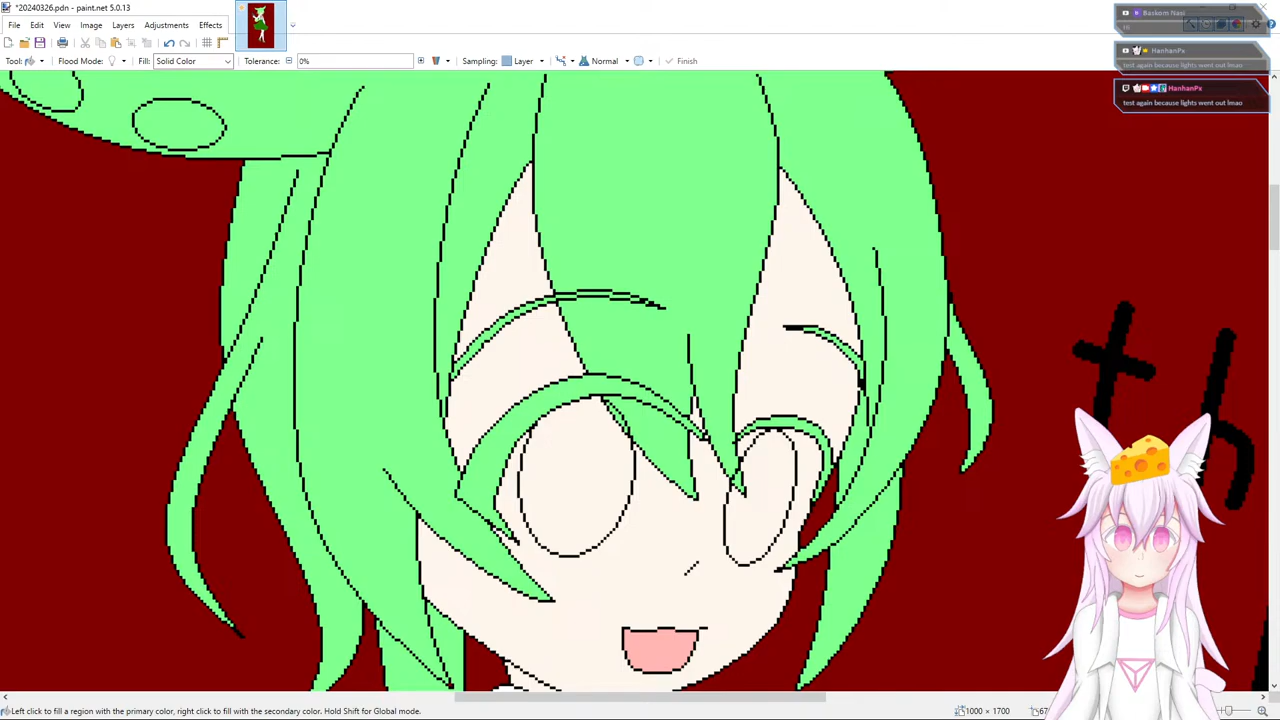 *20240326.pdn - paint.net 5.0.13
File Edit View Image Layers Adjustments Effects
Tool: Flood Mode: Fill: Solid Color Tolerance: 0% Sampling: Layer Normal Finish
Baskom Nasi
HanhanPx
test again because lights went out lmao
HanhanPx
test again because lights went out lmao
Left click to fill a region with the primary color, right click to fill with the secondary color. Hold Shift for Global mode.
1000 × 1700